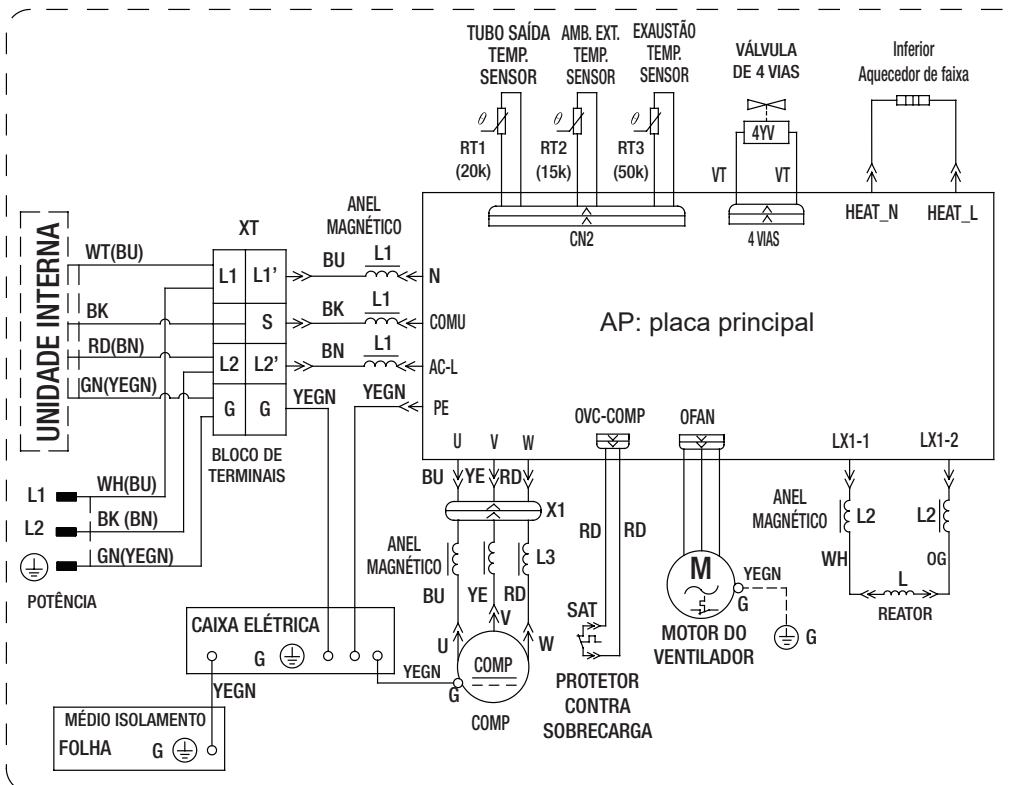 TUBO SAÍDA
TEMP.
SENSOR
AMB. EXT.
TEMP.
SENSOR
EXAUSTÃO
TEMP.
SENSOR
VÁLVULA
DE 4 VIAS
Inferior
Aquecedor de faixa
θ
RT1
(20k)
θ
RT2
(15k)
θ
RT3
(50k)
4YV
VT
VT
CN2
4 VIAS
HEAT_N
HEAT_L
UNIDADE INTERNA
WT(BU)
BK
RD(BN)
GN(YEGN)
XT
L1
L1’
S
L2
L2’
G
G
BLOCO DE
TERMINAIS
ANEL
MAGNÉTICO
BU
L1
N
BK
L1
COMU
BN
L1
AC-L
YEGN
YEGN
PE
AP: placa principal
U
V
W
OVC-COMP
OFAN
LX1-1
LX1-2
L1
WH(BU)
L2
BK (BN)
GN(YEGN)
POTÊNCIA
BU
YE
RD
X1
ANEL
MAGNÉTICO
L3
BU
YE
RD
U
V
W
COMP
G
COMP
RD
RD
SAT
PROTETOR
CONTRA
SOBRECARGA
M
YEGN
G
G
MOTOR DO
VENTILADOR
ANEL
MAGNÉTICO
L2
L2
WH
OG
L
REATOR
CAIXA ELÉTRICA
G
YEGN
YEGN
MÉDIO ISOLAMENTO
FOLHA
G